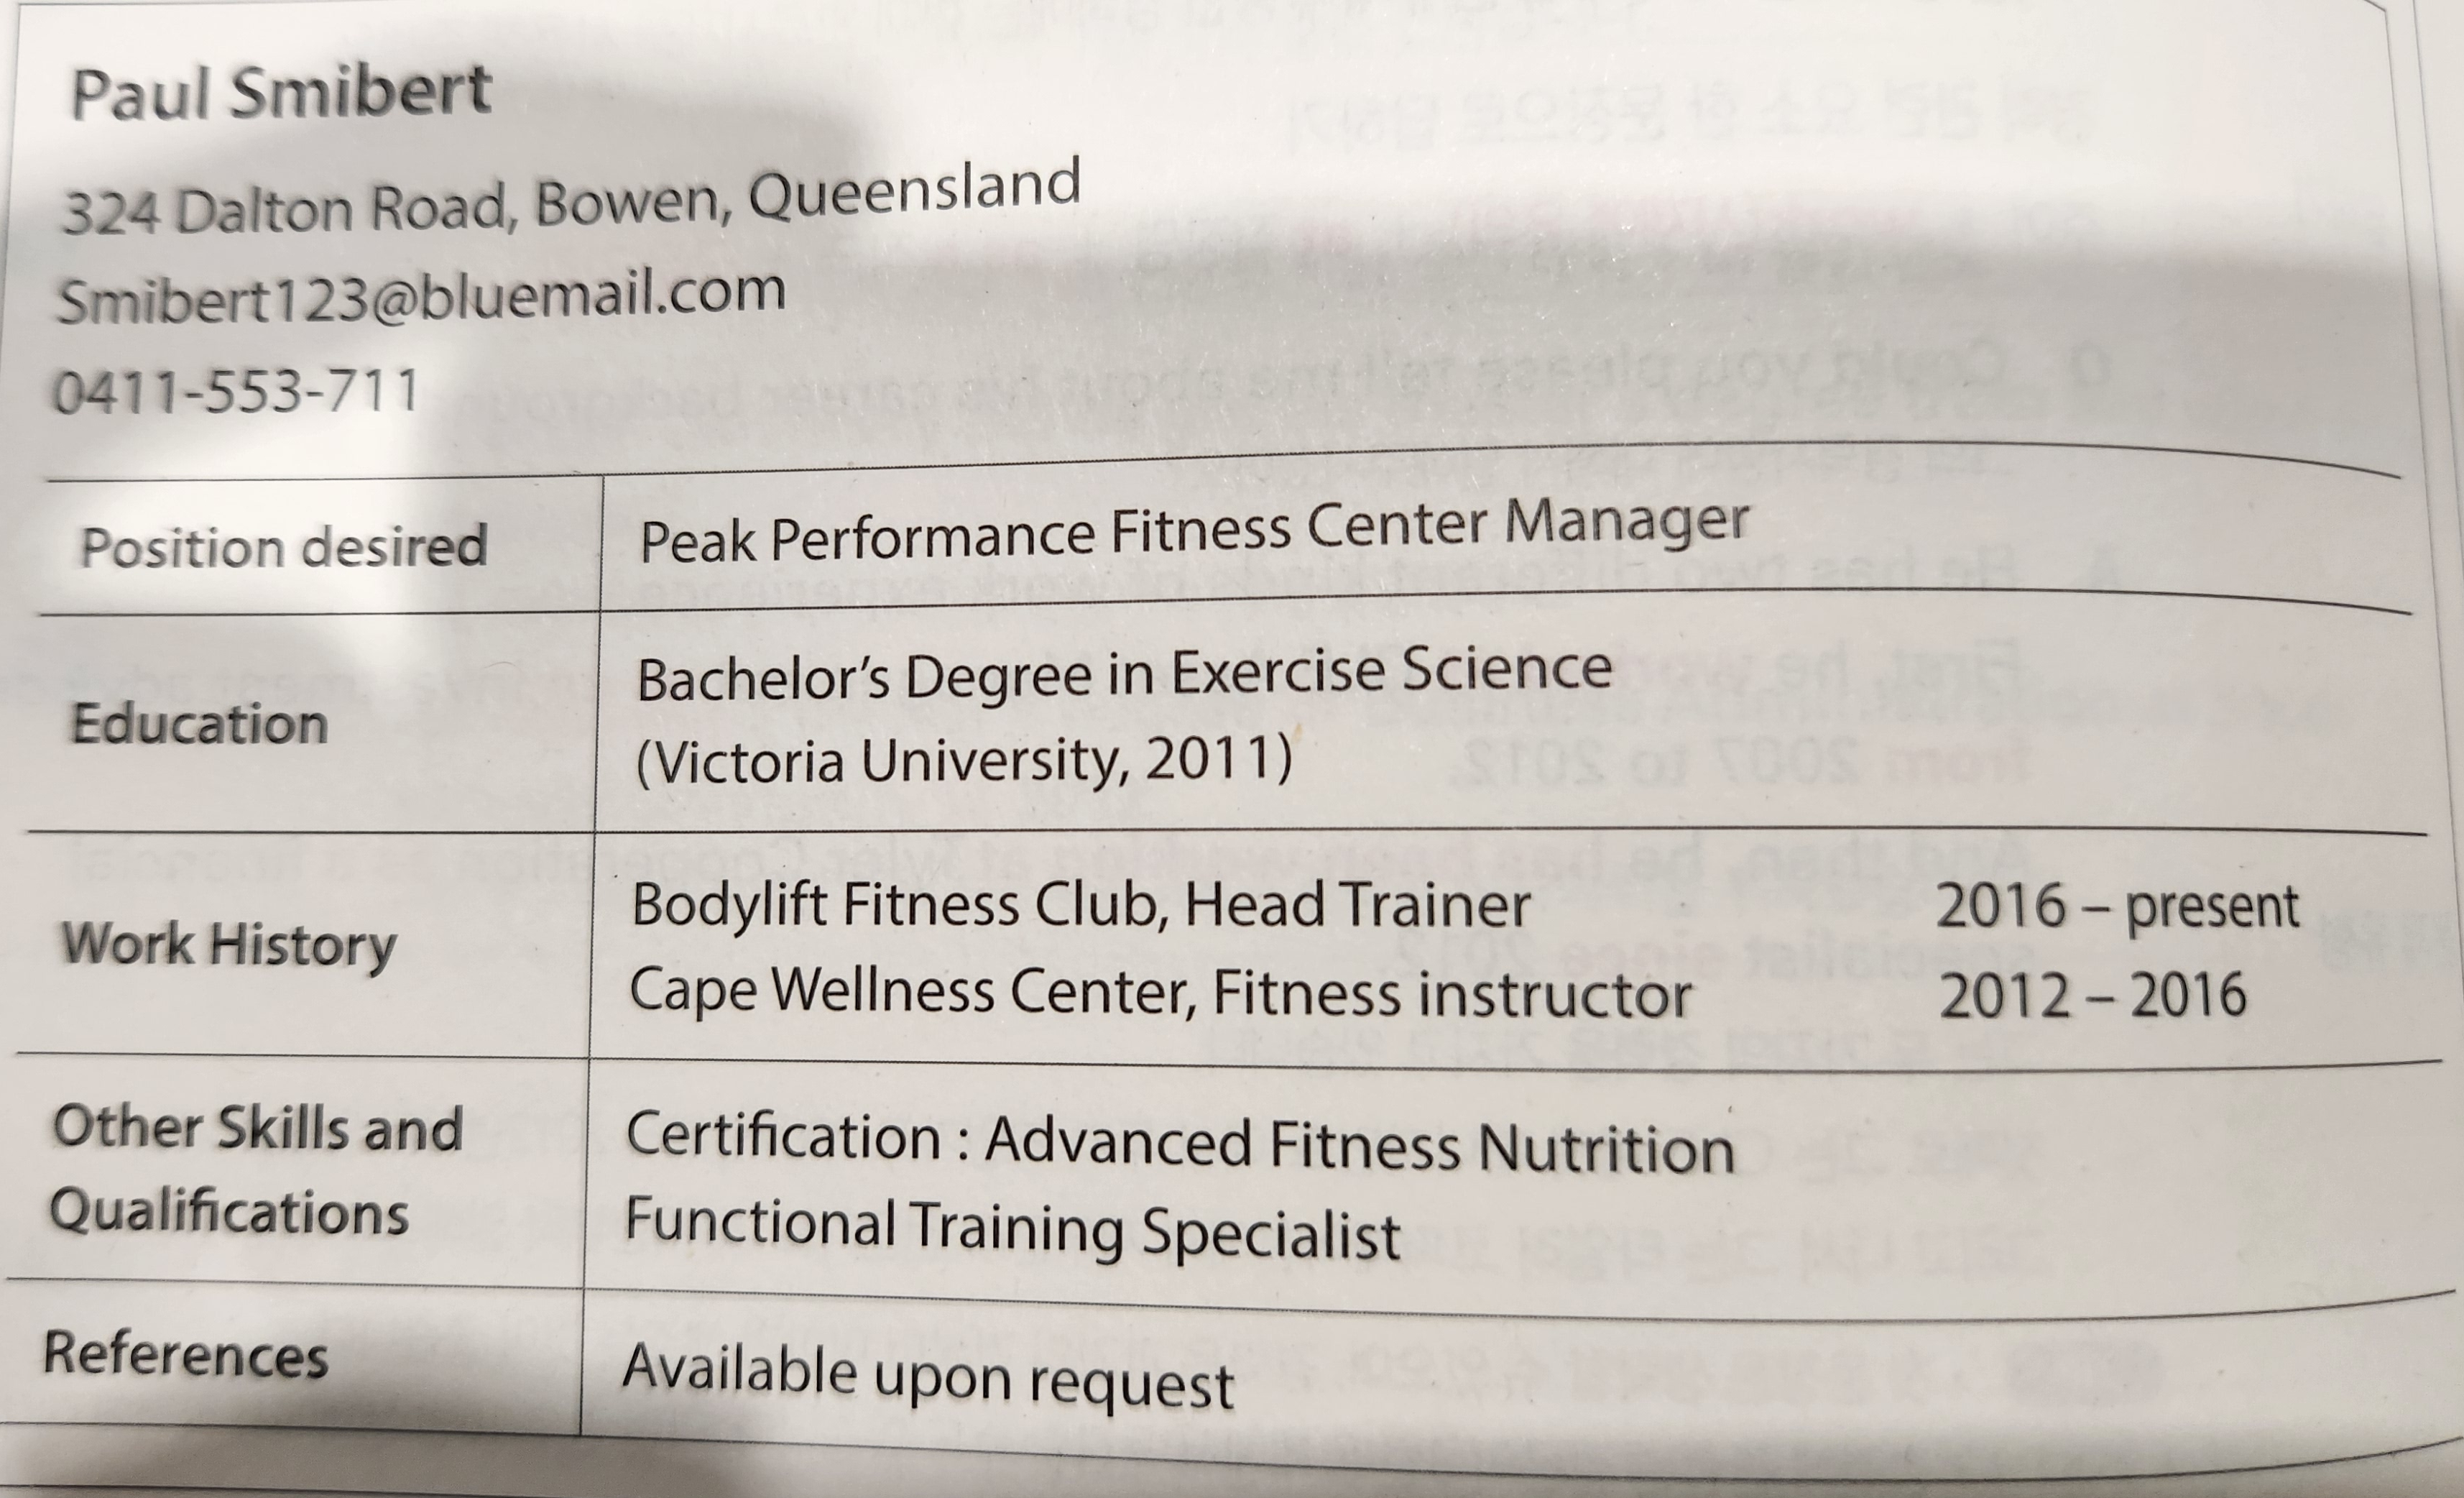 Paul Smibert
324 Dalton Road, Bowen, Queensland
Smibert123@bluemail.com
0411-553-711
Position desired
Peak Performance Fitness Center Manager
Education
Bachelor's Degree in Exercise Science
(Victoria University, 2011)
Work History
Bodylift Fitness Club, Head Trainer 2016 – present
Cape Wellness Center, Fitness instructor 2012 – 2016
Other Skills and
Qualifications
Certification : Advanced Fitness Nutrition
Functional Training Specialist
References
Available upon request